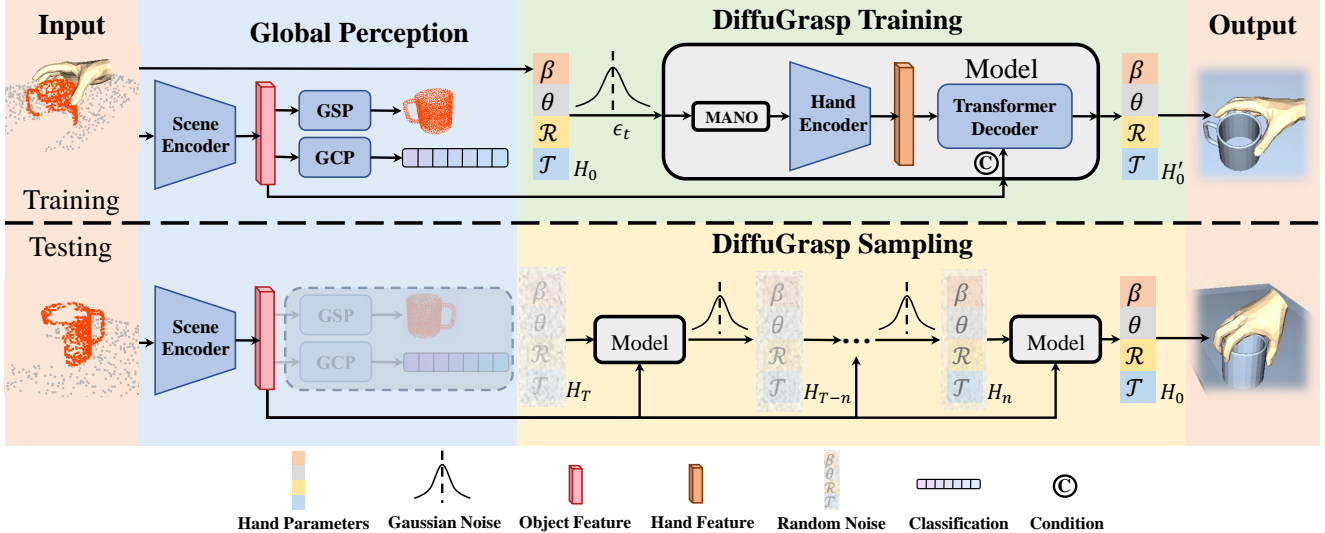 Input
Global Perception
DiffuGrasp Training
Output
Scene
Encoder
GSP
GCP
β
θ
ℛ
𝒯
H₀
ϵₜ
Model
MANO
Hand
Encoder
Transformer
Decoder
C
β
θ
ℛ
𝒯
H₀′
Training
Testing
DiffuGrasp Sampling
Scene
Encoder
GSP
GCP
β
θ
ℛ
𝒯
H_T
Model
β
θ
ℛ
𝒯
H_{T−n}
•••
β
θ
ℛ
𝒯
H_n
Model
β
θ
ℛ
𝒯
H₀
β
θ
ℛ
𝒯
C
Hand Parameters
Gaussian Noise
Object Feature
Hand Feature
Random Noise
Classification
Condition